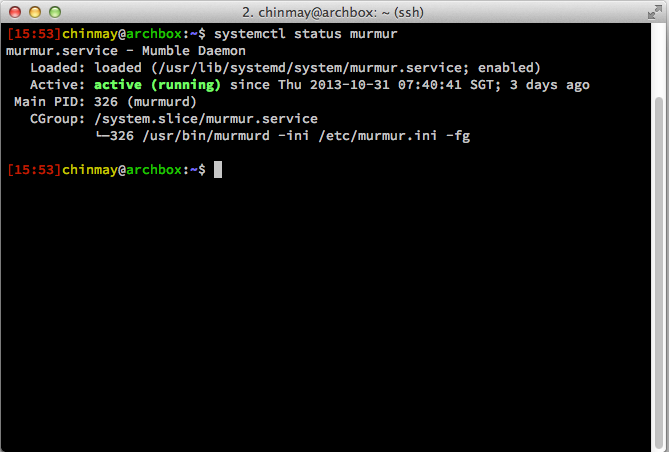 2. chinmay@archbox: ~ (ssh)
[15:53]chinmay@archbox:~$ systemctl status murmur
murmur.service - Mumble Daemon
   Loaded: loaded (/usr/lib/systemd/system/murmur.service; enabled)
   Active: active (running) since Thu 2013-10-31 07:40:41 SGT; 3 days ago
 Main PID: 326 (murmurd)
   CGroup: /system.slice/murmur.service
           └─326 /usr/bin/murmurd -ini /etc/murmur.ini -fg
[15:53]chinmay@archbox:~$